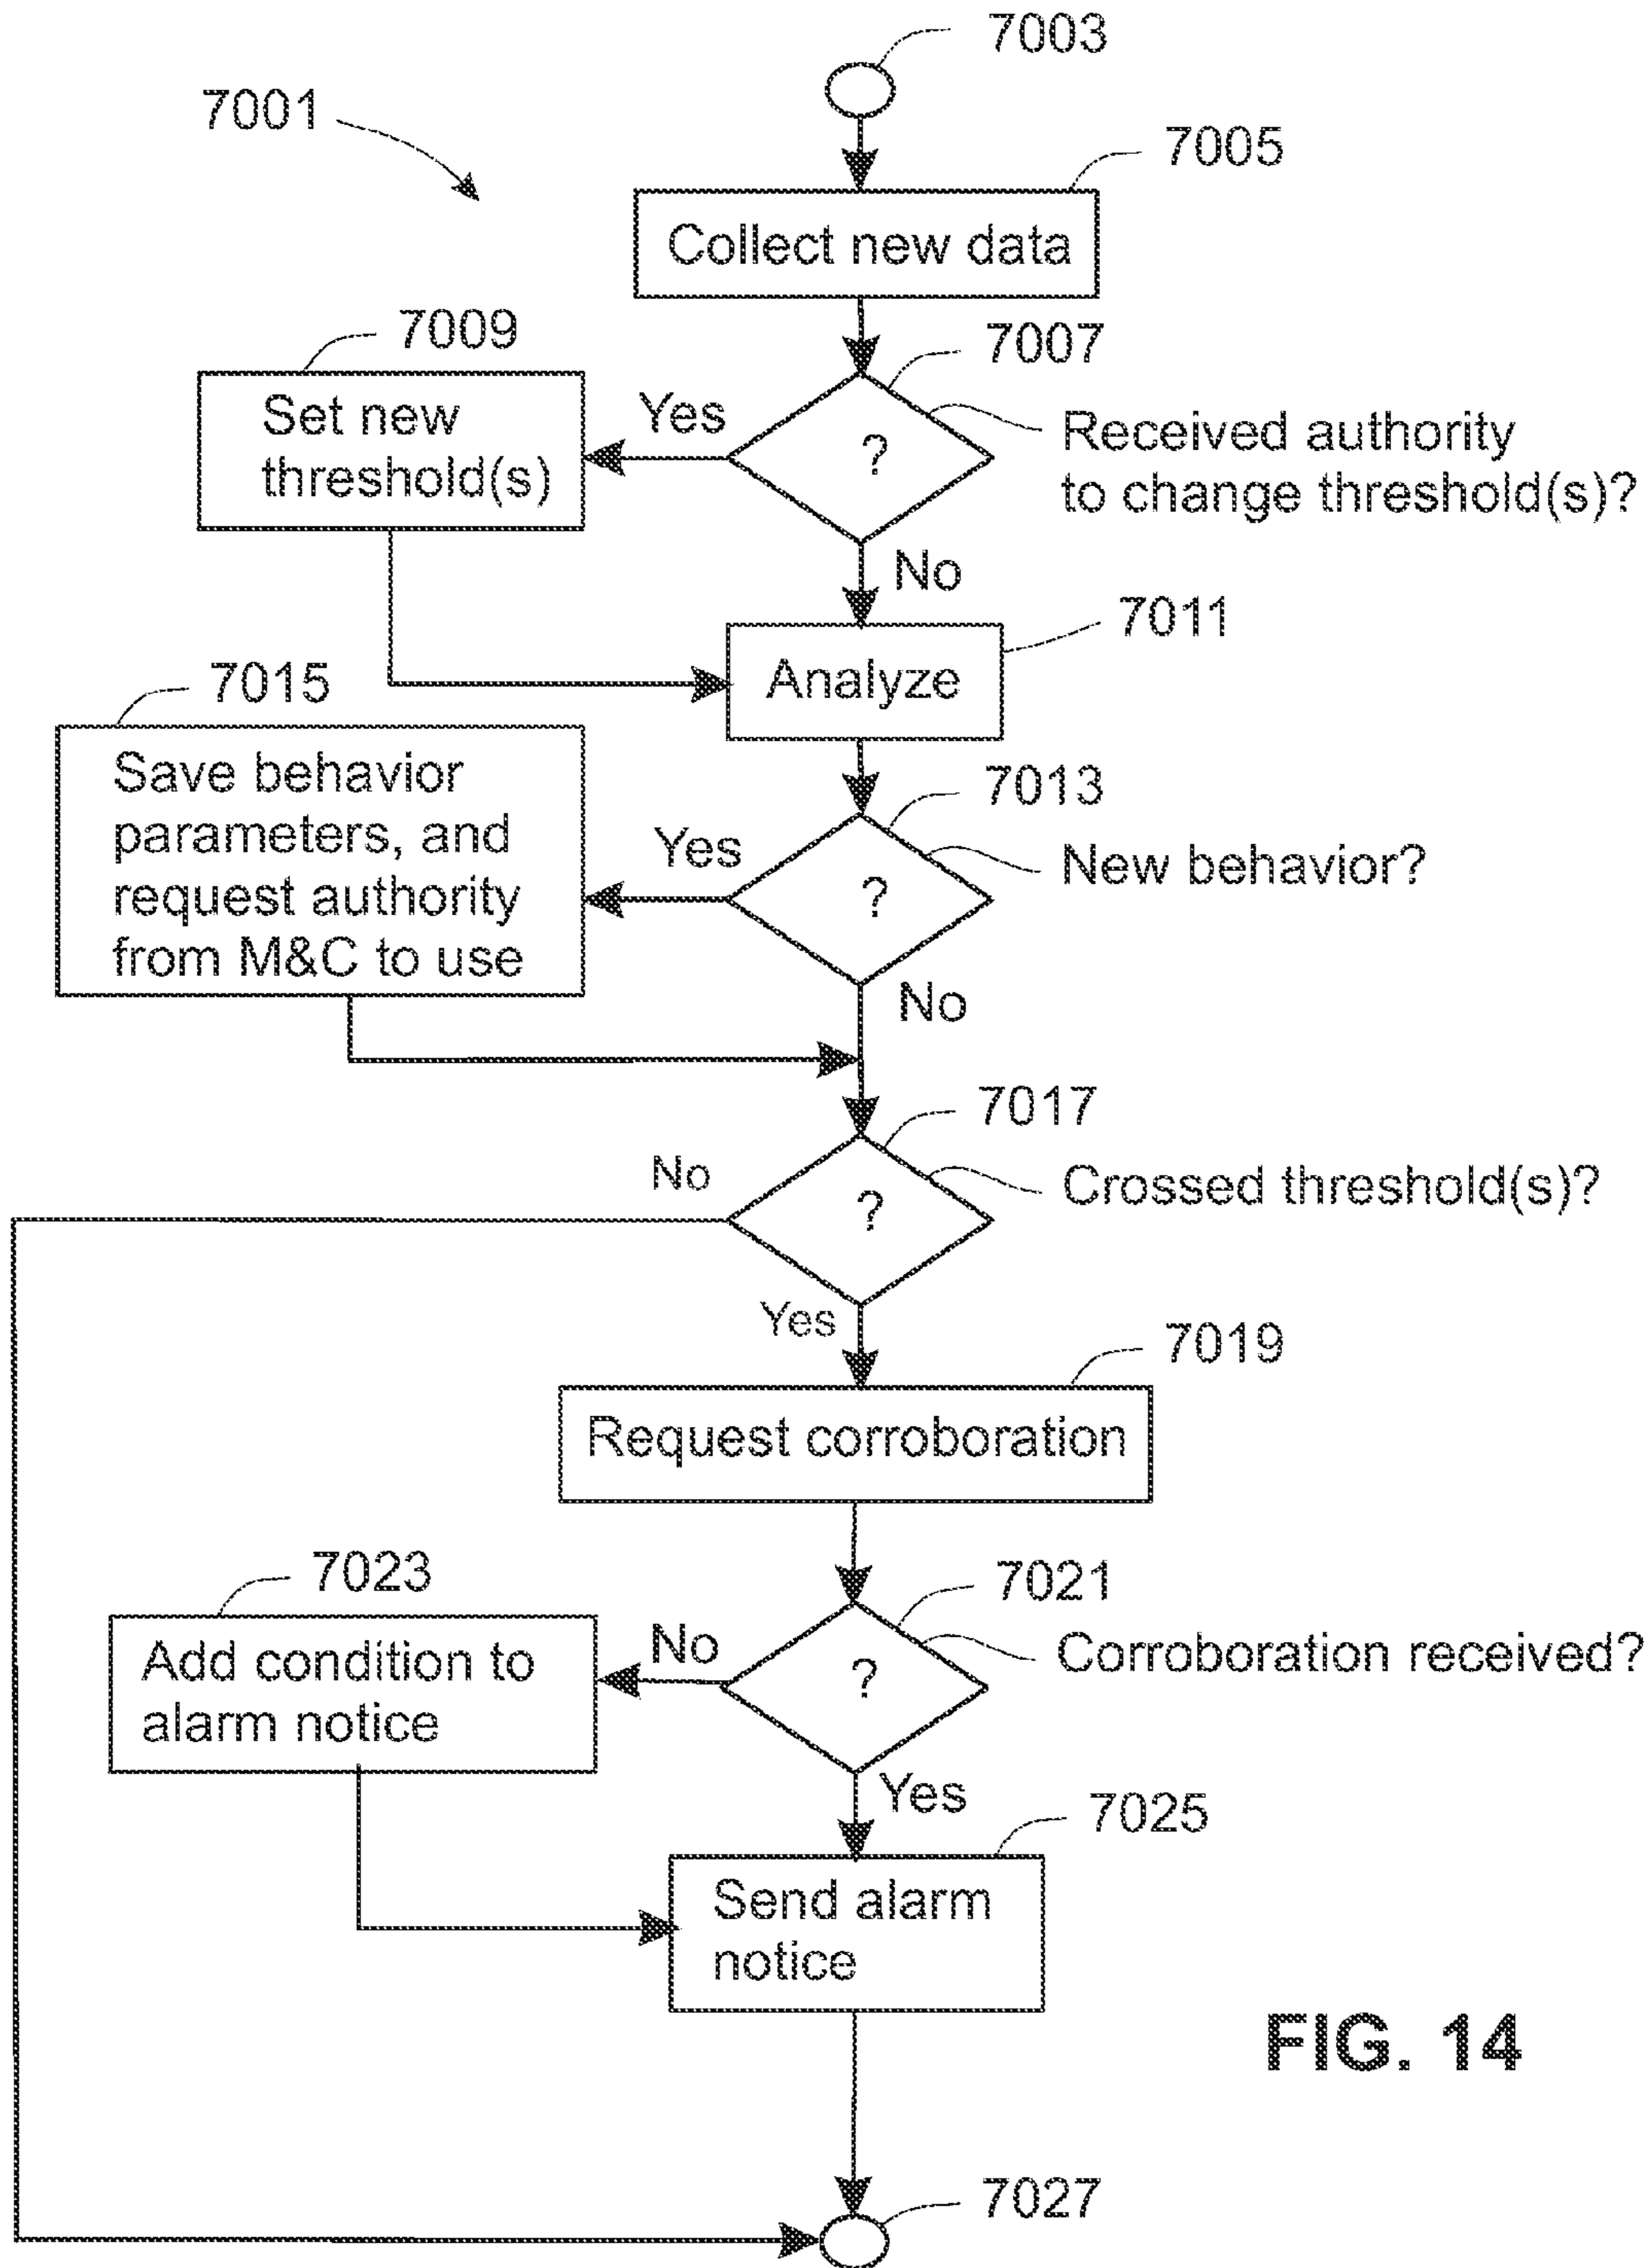 7003
7001
7005
Collect new data
7009
7007
Set new
threshold(s)
Yes
?
Received authority
to change threshold(s)?
No
7011
Analyze
7015
Save behavior
parameters, and
request authority
from M&C to use
7013
Yes
?
New behavior?
No
7017
No
?
Crossed threshold(s)?
Yes
7019
Request corroboration
7023
7021
Add condition to
alarm notice
No
?
Corroboration received?
Yes
7025
Send alarm
notice
FIG. 14
7027